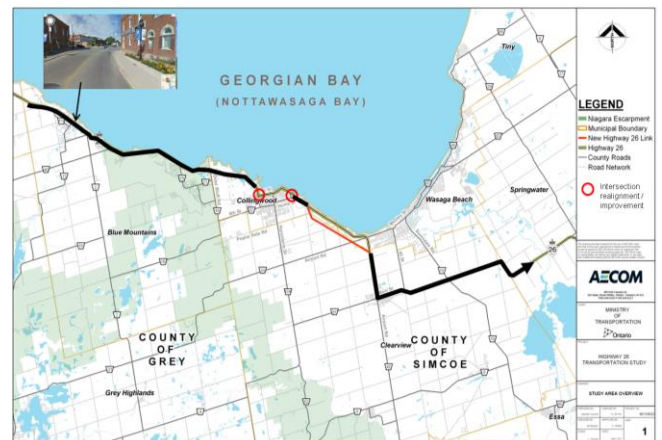 GEORGIAN BAY
(NOTTAWASAGA BAY)
Tiny
Collingwood
Wasaga Beach
Springwater
Blue Mountains
26
COUNTY
OF
GREY
Clearview
COUNTY
OF
SIMCOE
Grey Highlands
Essa
LEGEND
Niagara Escarpment
Municipal Boundary
New Highway 26 Link
Highway 26
County Roads
Road Network
Intersection
realignment /
improvement
AECOM
MINISTRY
OF
TRANSPORTATION
Ontario
HIGHWAY 26
TRANSPORTATION STUDY
STUDY AREA OVERVIEW
1